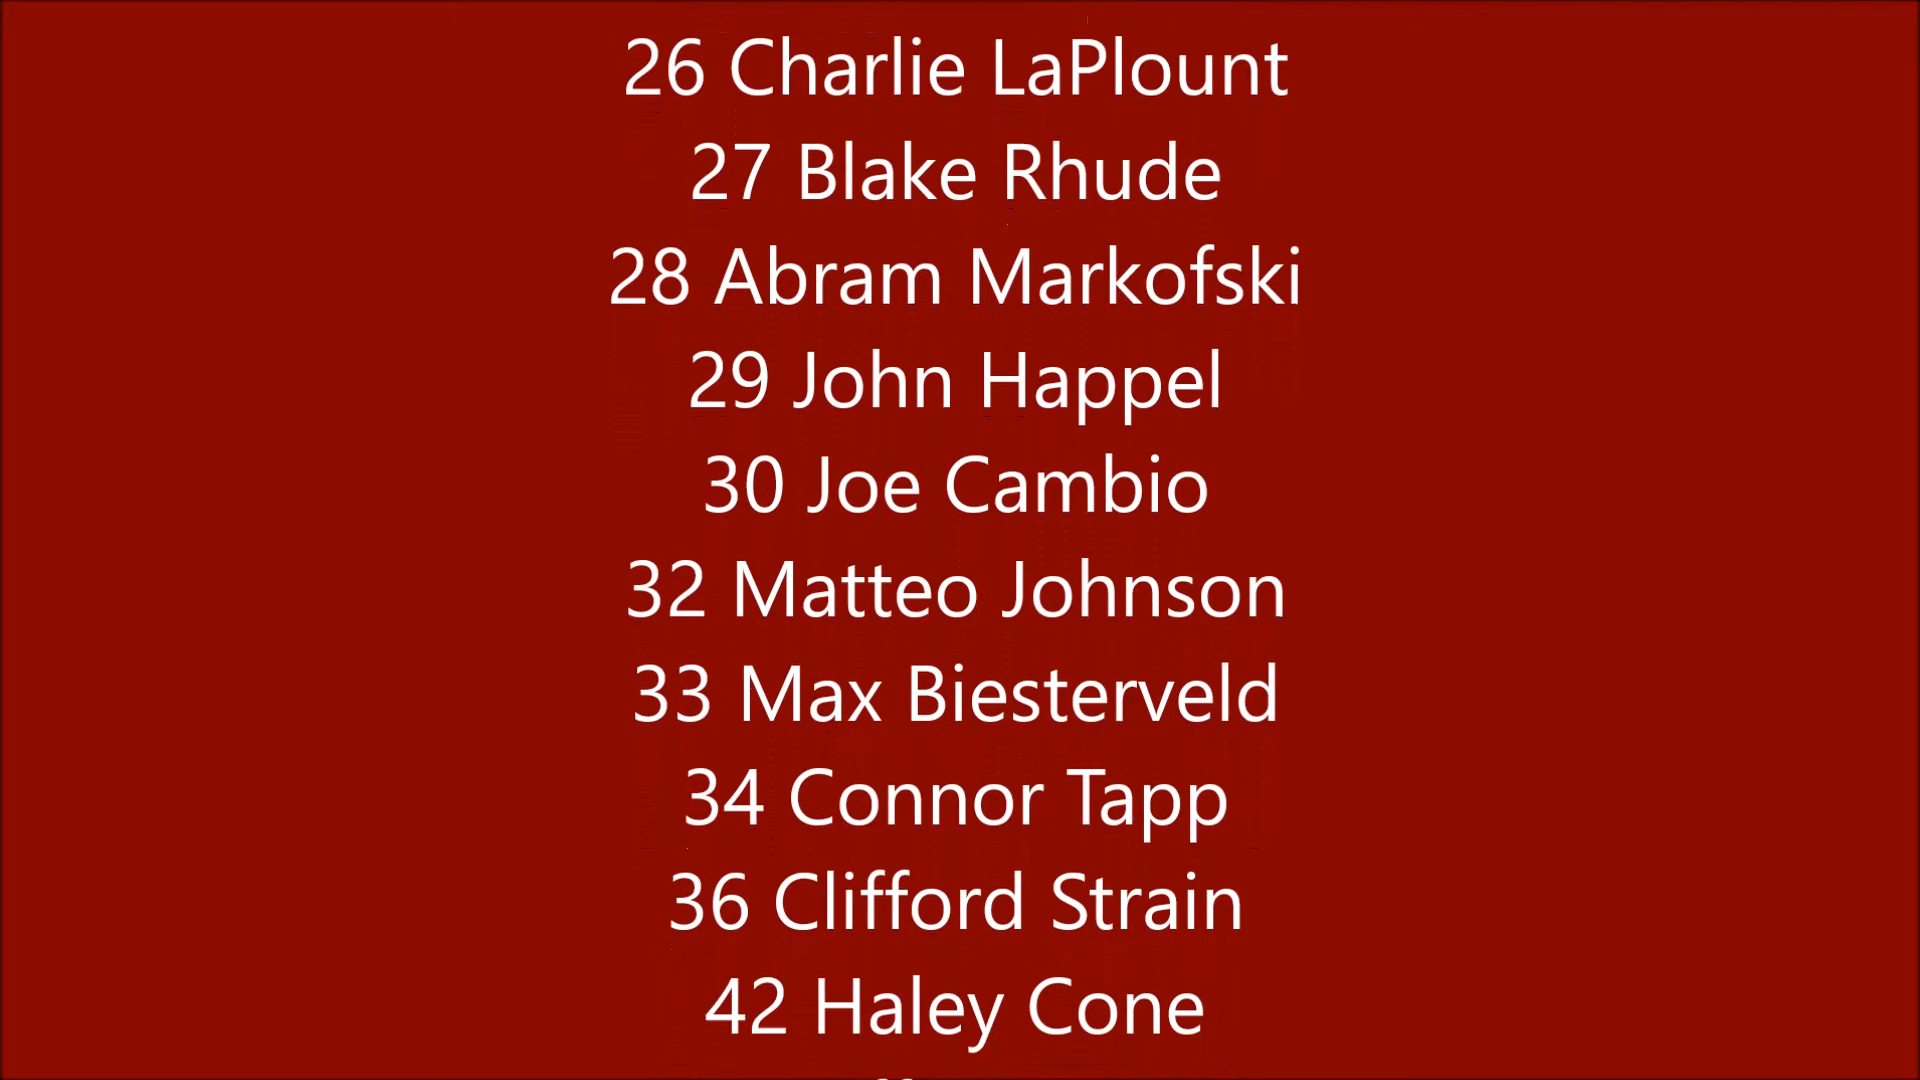 26 Charlie LaPlount
27 Blake Rhude
28 Abram Markofski
29 John Happel
30 Joe Cambio
32 Matteo Johnson
33 Max Biesterveld
34 Connor Tapp
36 Clifford Strain
42 Haley Cone